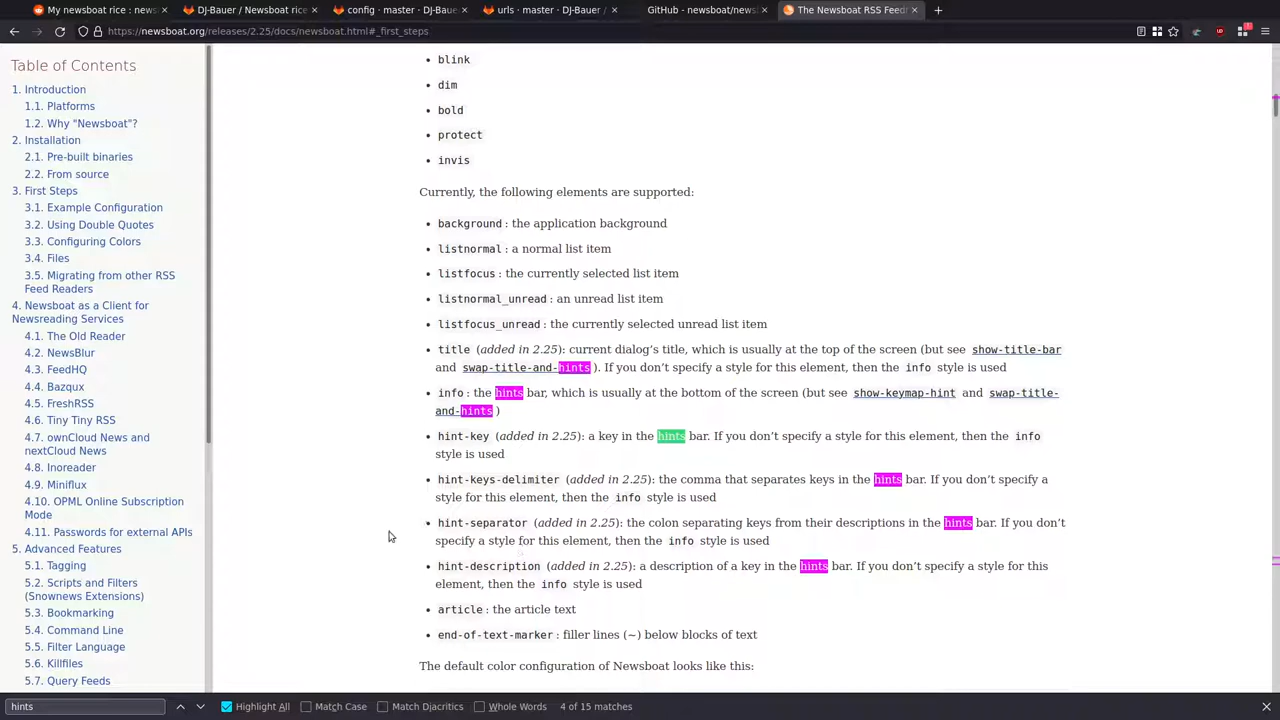 My newsboat rice : news
DJ-Bauer / Newsboat rice
config · master · DJ-Baue
urls · master · DJ-Bauer /
GitHub - newsboat/newsb
The Newsboat RSS Feedr
https://newsboat.org/releases/2.25/docs/newsboat.html#_first_steps
Table of Contents
1. Introduction
1.1. Platforms
1.2. Why "Newsboat"?
2. Installation
2.1. Pre-built binaries
2.2. From source
3. First Steps
3.1. Example Configuration
3.2. Using Double Quotes
3.3. Configuring Colors
3.4. Files
3.5. Migrating from other RSS
Feed Readers
4. Newsboat as a Client for
Newsreading Services
4.1. The Old Reader
4.2. NewsBlur
4.3. FeedHQ
4.4. Bazqux
4.5. FreshRSS
4.6. Tiny Tiny RSS
4.7. ownCloud News and
nextCloud News
4.8. Inoreader
4.9. Miniflux
4.10. OPML Online Subscription
Mode
4.11. Passwords for external APIs
5. Advanced Features
5.1. Tagging
5.2. Scripts and Filters
(Snownews Extensions)
5.3. Bookmarking
5.4. Command Line
5.5. Filter Language
5.6. Killfiles
5.7. Query Feeds
• blink
• dim
• bold
• protect
• invis
Currently, the following elements are supported:
• background : the application background
• listnormal : a normal list item
• listfocus : the currently selected list item
• listnormal_unread : an unread list item
• listfocus_unread : the currently selected unread list item
• title (added in 2.25): current dialog's title, which is usually at the top of the screen (but see show-title-bar
and swap-title-and-hints ). If you don't specify a style for this element, then the info style is used
• info : the hints bar, which is usually at the bottom of the screen (but see show-keymap-hint and swap-title-
and-hints )
• hint-key (added in 2.25): a key in the hints bar. If you don't specify a style for this element, then the info
style is used
• hint-keys-delimiter (added in 2.25): the comma that separates keys in the hints bar. If you don't specify a
style for this element, then the info style is used
• hint-separator (added in 2.25): the colon separating keys from their descriptions in the hints bar. If you don't
specify a style for this element, then the info style is used
• hint-description (added in 2.25): a description of a key in the hints bar. If you don't specify a style for this
element, then the info style is used
• article : the article text
• end-of-text-marker : filler lines (~) below blocks of text
The default color configuration of Newsboat looks like this:
hints
Highlight All
Match Case
Match Diacritics
Whole Words
4 of 15 matches